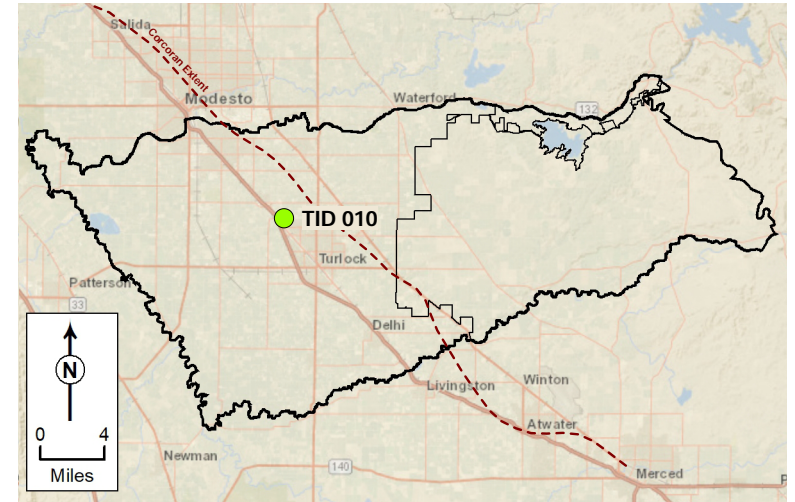 Salida
Corcoran Extent
Modesto
Waterford
132
TID 010
Turlock
Patterson
33
Delhi
N
Livingston
Winton
0 4
Miles
Atwater
Newman
140
Merced
P